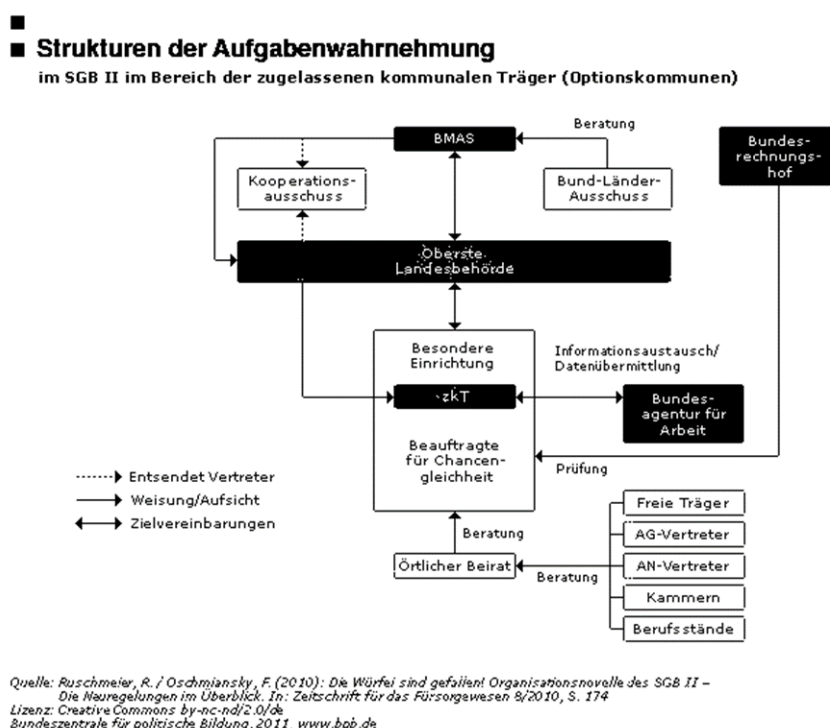 Strukturen der Aufgabenwahrnehmung
im SGB II im Bereich der zugelassenen kommunalen Träger (Optionskommunen)
Beratung
BMAS
Bundes-
rechnungs-
hof
Kooperations-
ausschuss
Bund-Länder-
Ausschuss
Oberste
Landesbehörde
Besondere
Einrichtung
Informationsaustausch/
Datenübermittlung
zkT
Bundes-
agentur für
Arbeit
Beauftragte
für Chancen-
gleichheit
Prüfung
Entsendet Vertreter
Weisung/Aufsicht
Zielvereinbarungen
Freie Träger
Beratung
AG-Vertreter
Örtlicher Beirat
Beratung
AN-Vertreter
Kammern
Berufsstände
Quelle: Ruschmeier, R./ Oschmiansky, F. (2010): Die Würfel sind gefallen! Organisationsnovelle des SGB II –
Die Neuregelungen im Überblick. In: Zeitschrift für das Fürsorgewesen 8/2010, S. 174
Lizenz: Creative Commons by-nc-nd/2.0/de
Bundeszentrale für politische Bildung, 2011, www.bpb.de